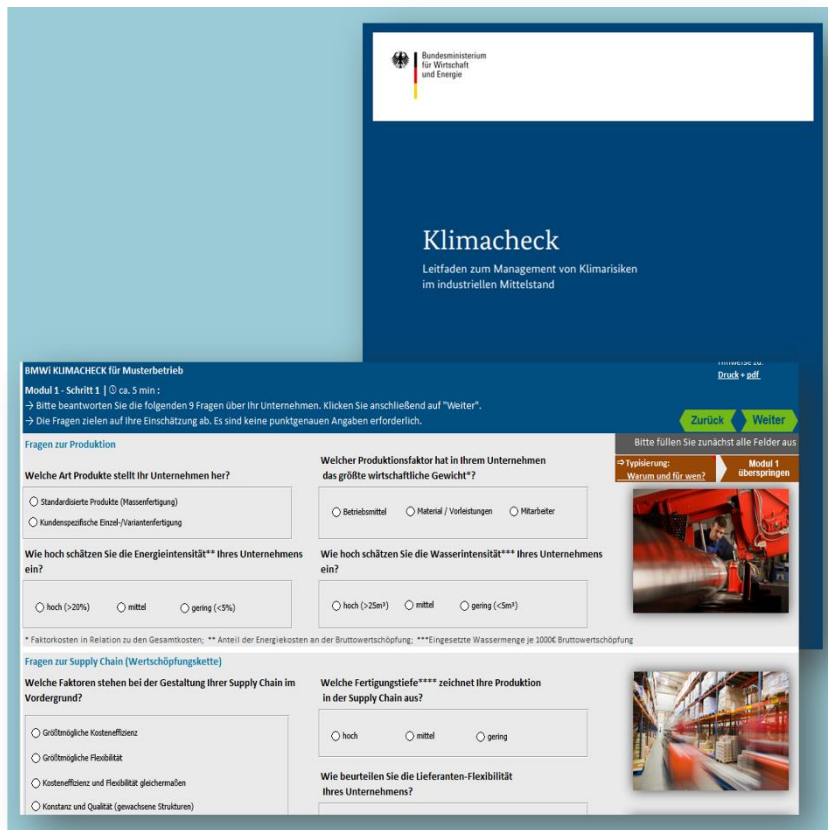 Bundesministerium
für Wirtschaft
und Energie
Klimacheck
Leitfaden zum Management von Klimarisiken
im industriellen Mittelstand
BMWi KLIMACHECK für Musterbetrieb
Hinweise zu:
Druck + pdf
Modul 1 - Schritt 1 | ca. 5 min :
→ Bitte beantworten Sie die folgenden 9 Fragen über Ihr Unternehmen. Klicken Sie anschließend auf "Weiter".
→ Die Fragen zielen auf Ihre Einschätzung ab. Es sind keine punktgenauen Angaben erforderlich.
Zurück Weiter
Fragen zur Produktion
Bitte füllen Sie zunächst alle Felder aus
⇒Typisierung:
Warum und für wen?
Modul 1
überspringen
Welche Art Produkte stellt Ihr Unternehmen her?
Standardisierte Produkte (Massenfertigung)
Kundenspezifische Einzel-/Variantenfertigung
Welcher Produktionsfaktor hat in Ihrem Unternehmen
das größte wirtschaftliche Gewicht*?
Betriebsmittel Material / Vorleistungen Mitarbeiter
Wie hoch schätzen Sie die Energieintensität** Ihres Unternehmens
ein?
hoch (>20%) mittel gering (<5%)
Wie hoch schätzen Sie die Wasserintensität*** Ihres Unternehmens
ein?
hoch (>25m³) mittel gering (<5m³)
* Faktorkosten in Relation zu den Gesamtkosten; ** Anteil der Energiekosten an der Bruttowertschöpfung; ***Eingesetzte Wassermenge je 1000€ Bruttowertschöpfung
Fragen zur Supply Chain (Wertschöpfungskette)
Welche Faktoren stehen bei der Gestaltung Ihrer Supply Chain im
Vordergrund?
Größtmögliche Kosteneffizienz
Größtmögliche Flexibilität
Kosteneffizienz und Flexibilität gleichermaßen
Konstanz und Qualität (gewachsene Strukturen)
Welche Fertigungstiefe**** zeichnet Ihre Produktion
in der Supply Chain aus?
hoch mittel gering
Wie beurteilen Sie die Lieferanten-Flexibilität
Ihres Unternehmens?